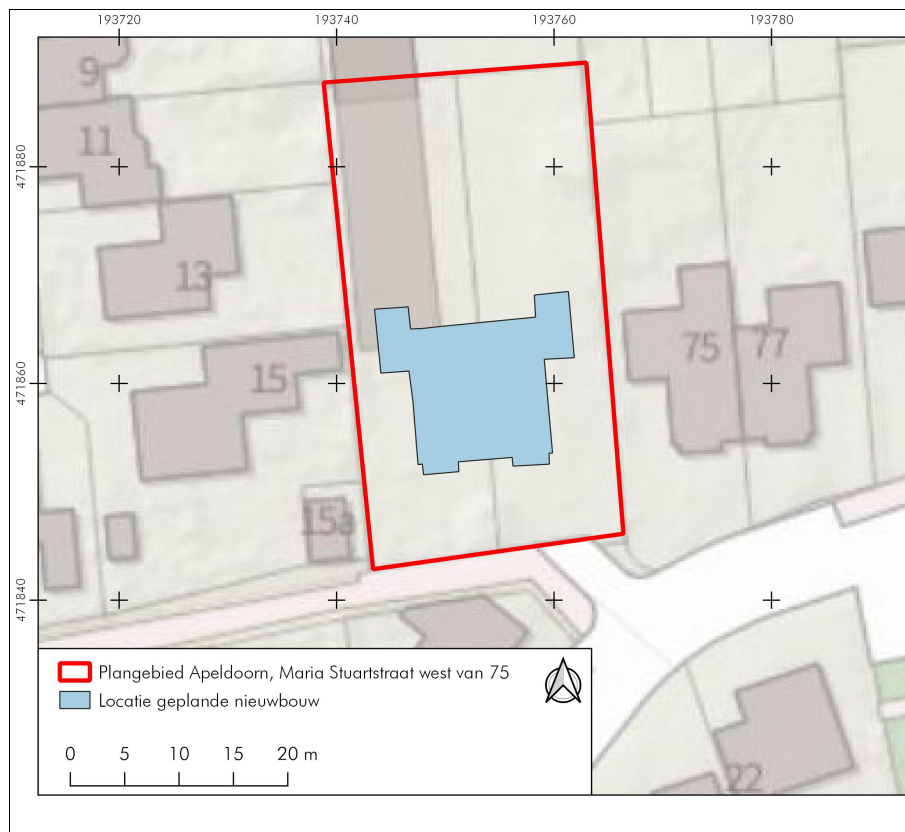 193720 193740 193760 193780
471880
471860
471840
9
11
13
15
15a
75 77
22
Plangebied Apeldoorn, Maria Stuartstraat west van 75
Locatie geplande nieuwbouw
0 5 10 15 20 m